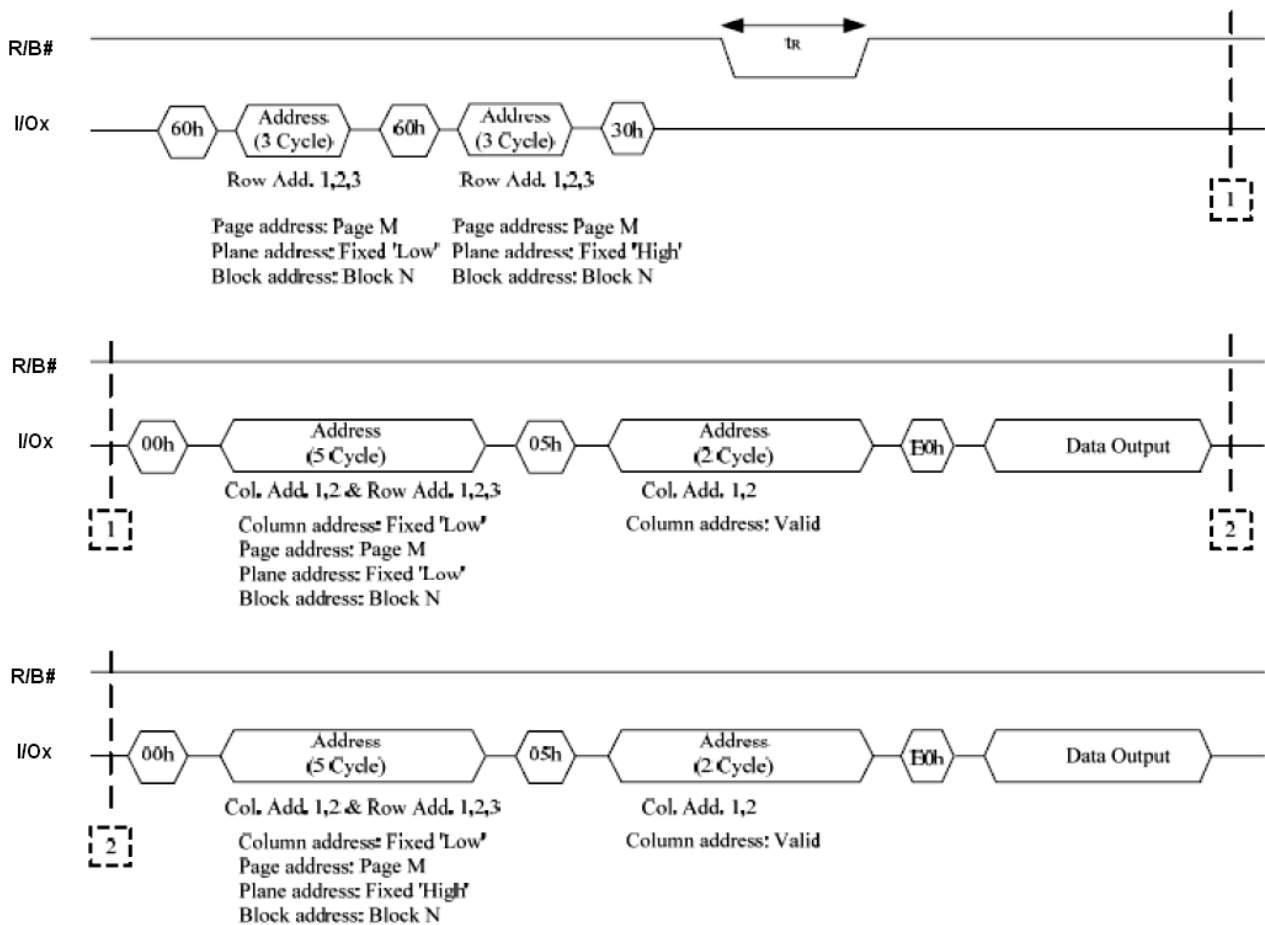 R/B#
tR
I/Ox
60h
Address
(3 Cycle)
60h
Address
(3 Cycle)
30h
Row Add. 1,2,3
Row Add. 1,2,3
Page address: Page M
Plane address: Fixed 'Low'
Block address: Block N
Page address: Page M
Plane address: Fixed 'High'
Block address: Block N
1
R/B#
I/Ox
00h
Address
(5 Cycle)
05h
Address
(2 Cycle)
E0h
Data Output
Col. Add. 1,2 & Row Add. 1,2,3
Col. Add. 1,2
Column address: Fixed 'Low'
Page address: Page M
Plane address: Fixed 'Low'
Block address: Block N
Column address: Valid
1
2
R/B#
I/Ox
00h
Address
(5 Cycle)
05h
Address
(2 Cycle)
E0h
Data Output
Col. Add. 1,2 & Row Add. 1,2,3
Col. Add. 1,2
Column address: Fixed 'Low'
Page address: Page M
Plane address: Fixed 'High'
Block address: Block N
Column address: Valid
2